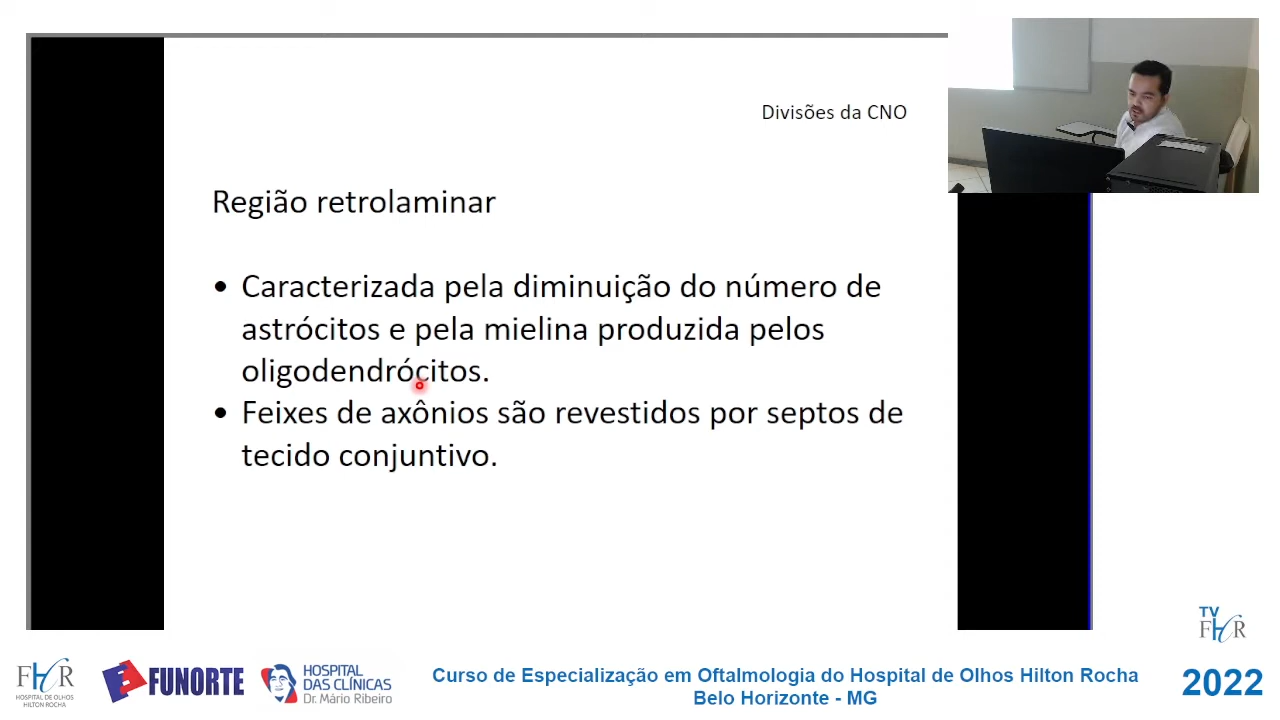 Divisões da CNO
Região retrolaminar
• Caracterizada pela diminuição do número de
astrócitos e pela mielina produzida pelos
oligodendrócitos.
• Feixes de axônios são revestidos por septos de
tecido conjuntivo.
TV
FHR
FHR
HOSPITAL DE OLHOS
HILTON ROCHA
FUNORTE
HOSPITAL
DAS CLÍNICAS
Dr. Mário Ribeiro
Curso de Especialização em Oftalmologia do Hospital de Olhos Hilton Rocha
Belo Horizonte - MG
2022